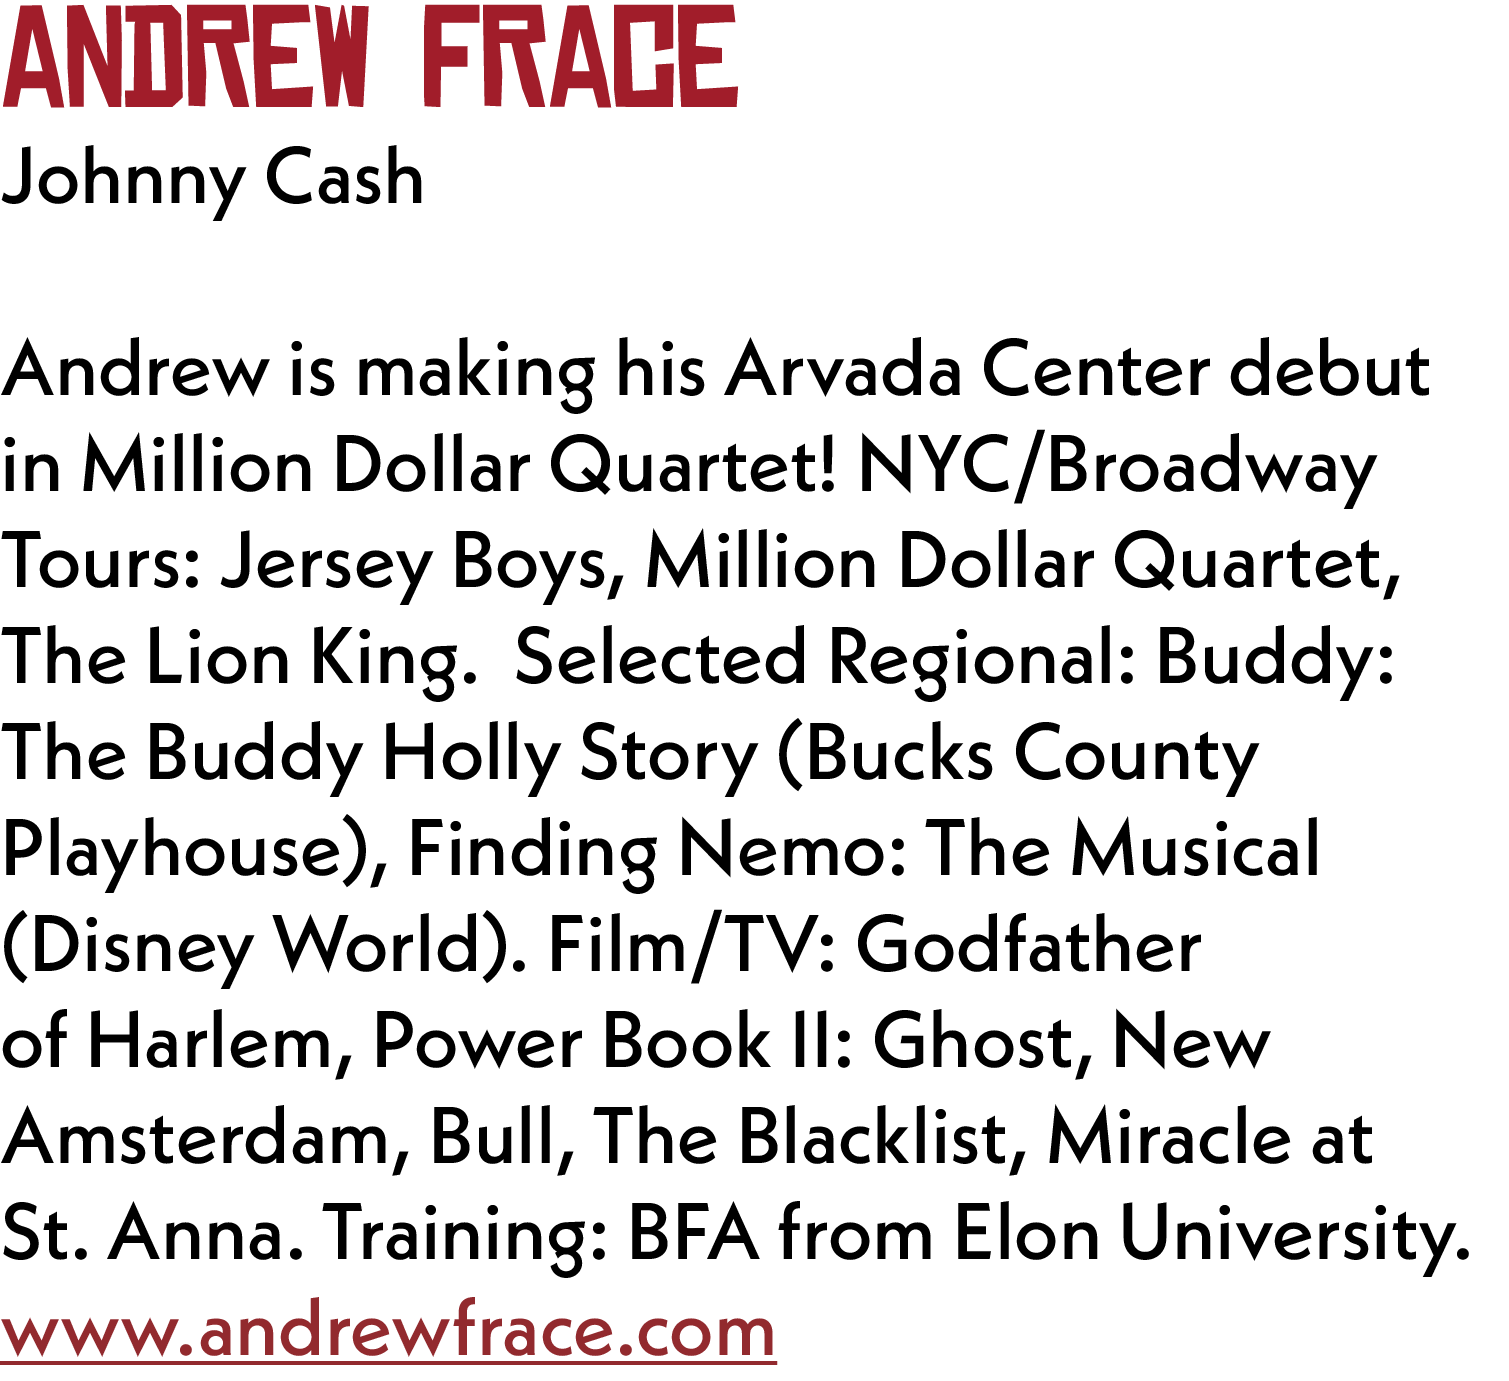 ANDREW FRACE
Johnny Cash
Andrew is making his Arvada Center debut
in Million Dollar Quartet! NYC/Broadway
Tours: Jersey Boys, Million Dollar Quartet,
The Lion King.  Selected Regional: Buddy:
The Buddy Holly Story (Bucks County
Playhouse), Finding Nemo: The Musical
(Disney World). Film/TV: Godfather
of Harlem, Power Book II: Ghost, New
Amsterdam, Bull, The Blacklist, Miracle at
St. Anna. Training: BFA from Elon University.
www.andrewfrace.com